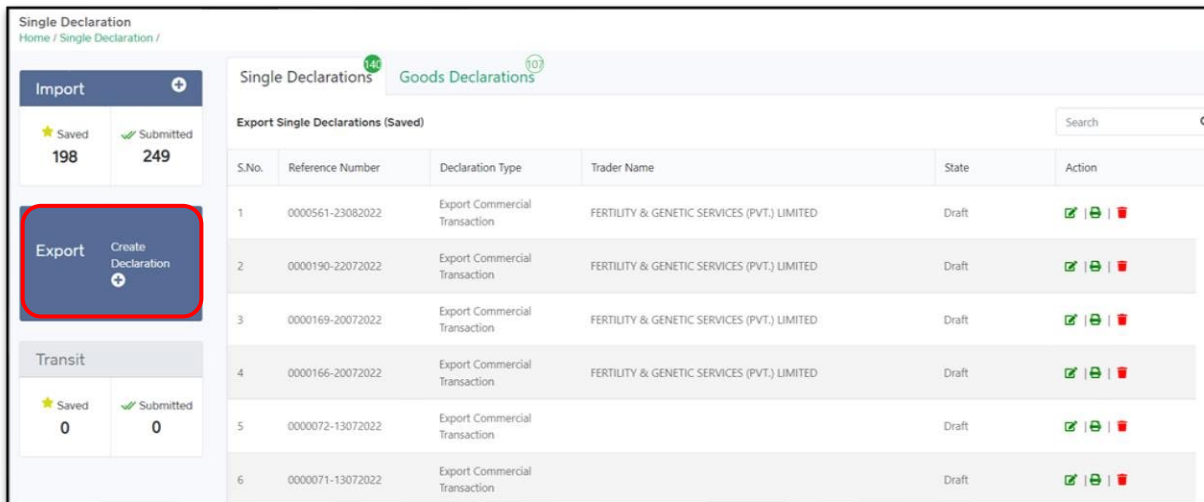 Single Declaration
Home / Single Declaration /
Import
Saved
Submitted
198
249
Export
Create
Declaration
Transit
Saved
Submitted
0
0
Single Declarations
140
Goods Declarations
107
Export Single Declarations (Saved)
Search
S.No. Reference Number Declaration Type Trader Name State Action
1 0000561-23082022 Export Commercial Transaction FERTILITY & GENETIC SERVICES (PVT.) LIMITED Draft
2 0000190-22072022 Export Commercial Transaction FERTILITY & GENETIC SERVICES (PVT.) LIMITED Draft
3 0000169-20072022 Export Commercial Transaction FERTILITY & GENETIC SERVICES (PVT.) LIMITED Draft
4 0000166-20072022 Export Commercial Transaction FERTILITY & GENETIC SERVICES (PVT.) LIMITED Draft
5 0000072-13072022 Export Commercial Transaction Draft
6 0000071-13072022 Export Commercial Transaction Draft